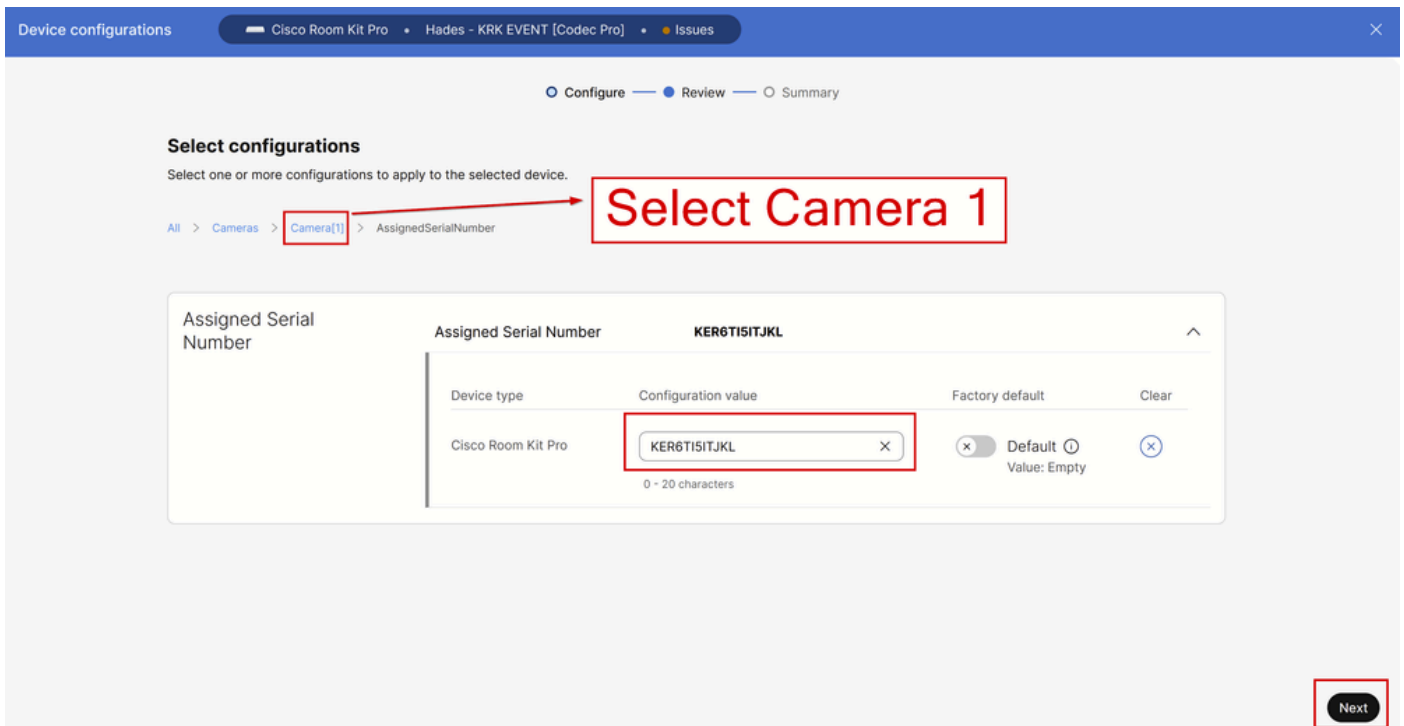 Device configurations
Cisco Room Kit Pro • Hades - KRK EVENT [Codec Pro] • Issues
Configure Review Summary
Select configurations
Select one or more configurations to apply to the selected device.
Select Camera 1
All > Cameras > Camera[1] > AssignedSerialNumber
Assigned Serial
Number
Assigned Serial Number KER6TI5ITJKL
Device type Configuration value Factory default Clear
Cisco Room Kit Pro KER6TI5ITJKL Default
Value: Empty
0 - 20 characters
Next